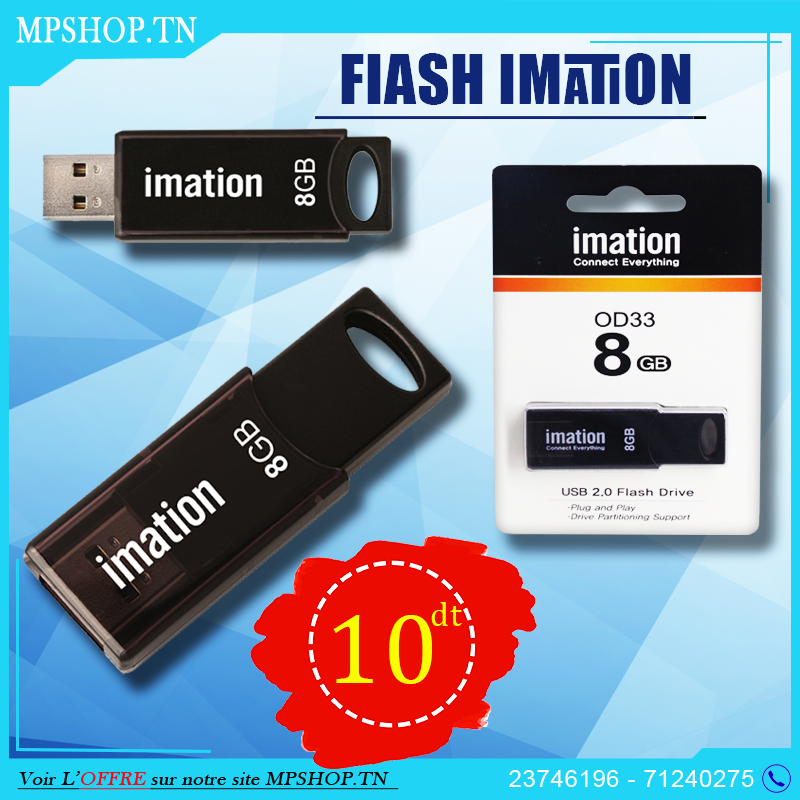 MPSHOP.TN
FlASH IMATiON
imation 8GB
imation
Connect Everything
OD33
8 GB
imation 8GB
Connect Everything
USB 2.0 Flash Drive
-Plug and Play
-Drive Partitioning Support
imation 8GB
10dt
Voir L'OFFRE sur notre site MPSHOP.TN
23746196 - 71240275